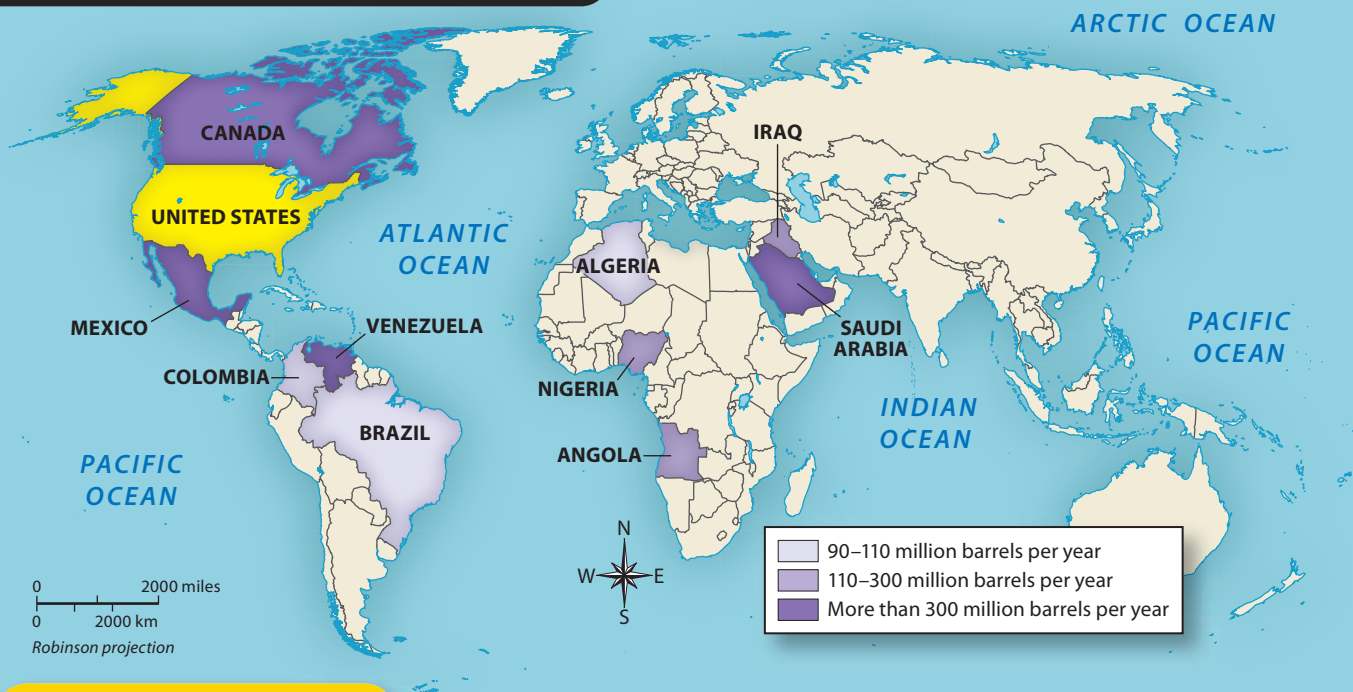 ARCTIC OCEAN
CANADA
IRAQ
UNITED STATES
ATLANTIC
OCEAN
ALGERIA
MEXICO
VENEZUELA
SAUDI
ARABIA
PACIFIC
OCEAN
COLOMBIA
NIGERIA
INDIAN
OCEAN
BRAZIL
ANGOLA
PACIFIC
OCEAN
N
W
E
S
90–110 million barrels per year
110–300 million barrels per year
More than 300 million barrels per year
0 2000 miles
0 2000 km
Robinson projection